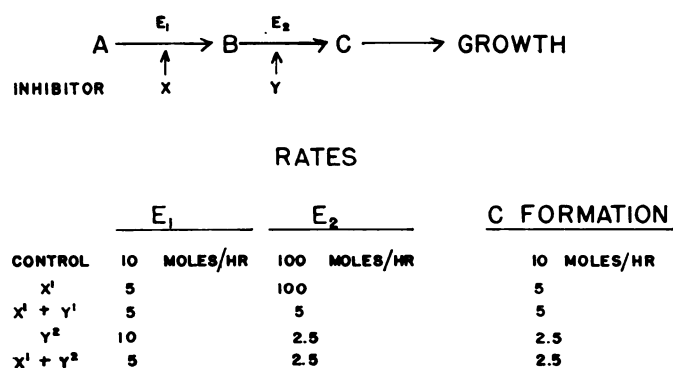 E₁ E₂
A B C GROWTH
INHIBITOR X Y
RATES
E₁ E₂ C FORMATION
CONTROL 10 MOLES/HR 100 MOLES/HR 10 MOLES/HR
X¹ 5 100 5
X¹ + Y¹ 5 5 5
Y² 10 2.5 2.5
X¹ + Y² 5 2.5 2.5